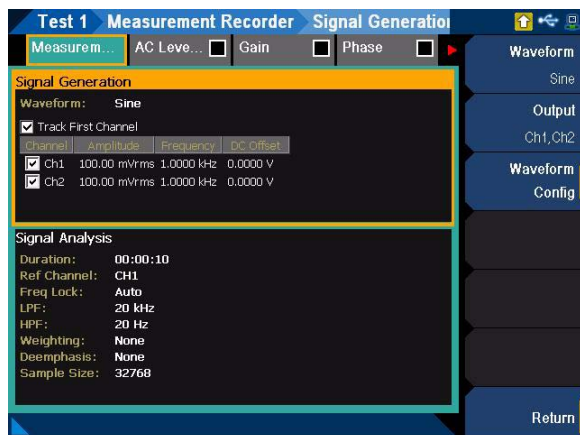 Test 1 Measurement Recorder Signal Generation
Measurem... AC Leve... Gain Phase
Signal Generation
Waveform: Sine
Track First Channel
Channel Amplitude Frequency DC Offset
Ch1 100.00 mVrms 1.0000 kHz 0.0000 V
Ch2 100.00 mVrms 1.0000 kHz 0.0000 V
Signal Analysis
Duration: 00:00:10
Ref Channel: CH1
Freq Lock: Auto
LPF: 20 kHz
HPF: 20 Hz
Weighting: None
Deemphasis: None
Sample Size: 32768
Waveform
Sine
Output
Ch1,Ch2
Waveform
Config
Return